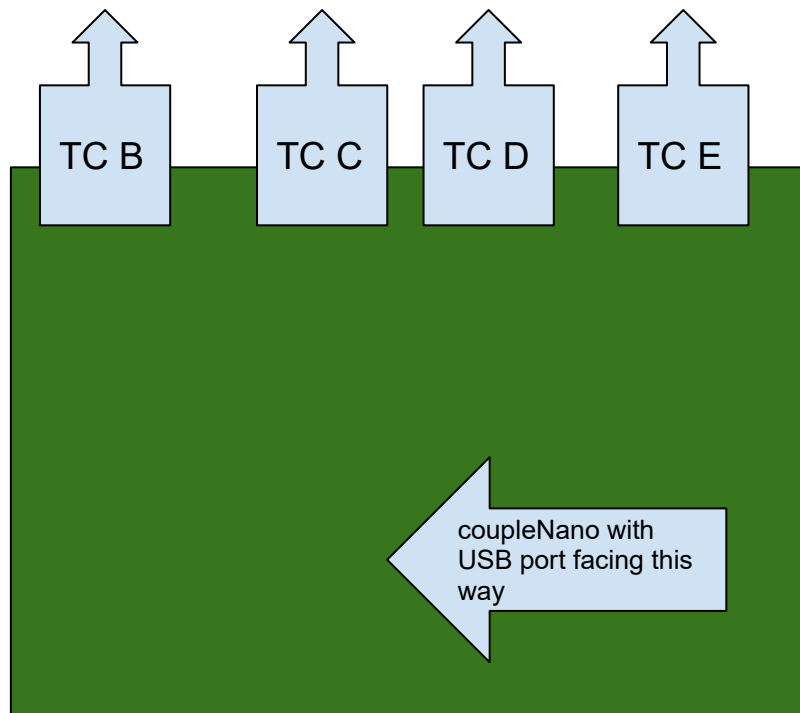 TC B
TC C
TC D
TC E
coupleNano with
USB port facing this
way